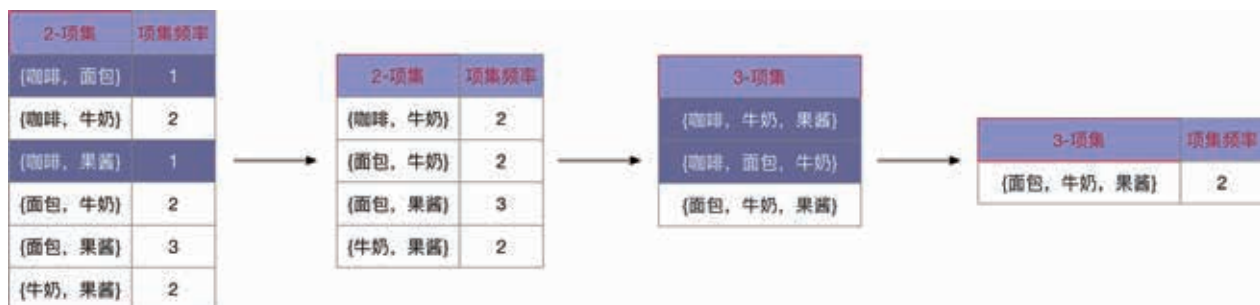 2-项集 项集频率
{咖啡, 面包} 1
{咖啡, 牛奶} 2
{咖啡, 果酱} 1
{面包, 牛奶} 2
{面包, 果酱} 3
{牛奶, 果酱} 2
2-项集 项集频率
{咖啡, 牛奶} 2
{面包, 牛奶} 2
{面包, 果酱} 3
{牛奶, 果酱} 2
3-项集
{咖啡, 牛奶, 果酱}
{咖啡, 面包, 牛奶}
{面包, 牛奶, 果酱}
3-项集 项集频率
{面包, 牛奶, 果酱} 2